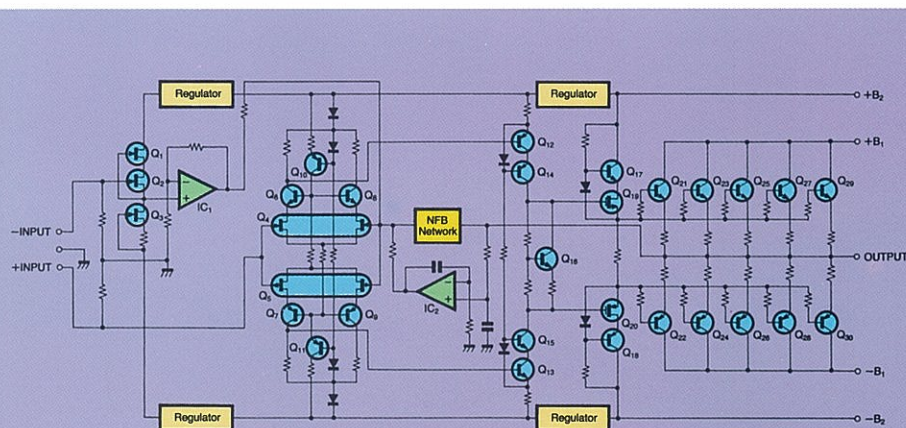 Regulator
Regulator
+B2
+B1
Q1
Q2
Q3
IC1
Q10
Q6
Q8
Q4
Q5
Q7
Q9
Q11
NFB
Network
IC2
Q12
Q14
Q16
Q15
Q13
Q17
Q19
Q20
Q18
Q21
Q23
Q25
Q27
Q29
Q22
Q24
Q26
Q28
Q30
−INPUT
+INPUT
OUTPUT
−B1
−B2
Regulator
Regulator